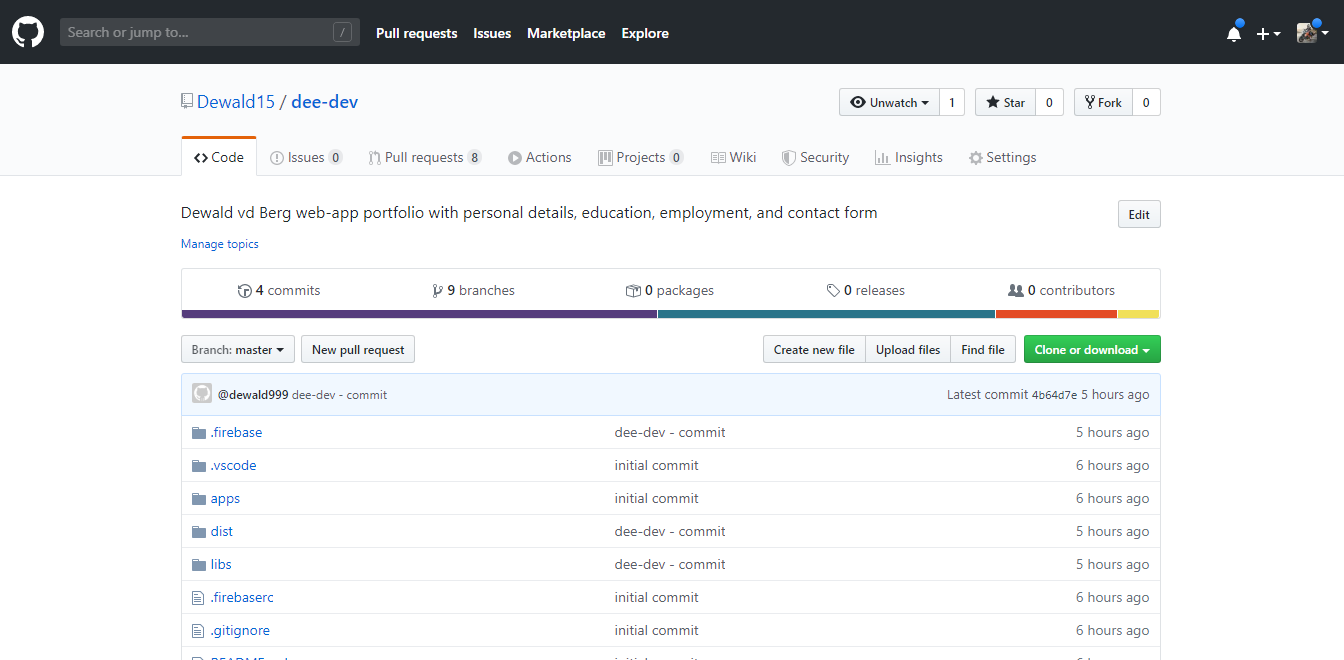 Search or jump to... / Pull requests Issues Marketplace Explore
Dewald15 / dee-dev Unwatch 1 Star 0 Fork 0
Code Issues 0 Pull requests 8 Actions Projects 0 Wiki Security Insights Settings
Dewald vd Berg web-app portfolio with personal details, education, employment, and contact form Edit
Manage topics
4 commits 9 branches 0 packages 0 releases 0 contributors
Branch: master New pull request Create new file Upload files Find file Clone or download
@dewald999 dee-dev - commit Latest commit 4b64d7e 5 hours ago
.firebase dee-dev - commit 5 hours ago
.vscode initial commit 6 hours ago
apps initial commit 6 hours ago
dist dee-dev - commit 5 hours ago
libs dee-dev - commit 5 hours ago
.firebaserc initial commit 6 hours ago
.gitignore initial commit 6 hours ago